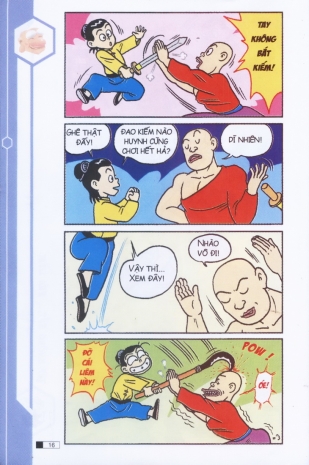 TAY
KHÔNG
BẮT
KIẾM!
GHÊ THẬT
ĐẤY!
ĐAO KIẾM NÀO
HUYNH CŨNG
CHƠI HẾT HẢ?
DĨ NHIÊN!
NHÀO
VÔ ĐI!
VẬY THÌ...
XEM ĐÂY!
ĐỠ
CÁI
LIỀM
NÀY!
POW!
ỐI!
16